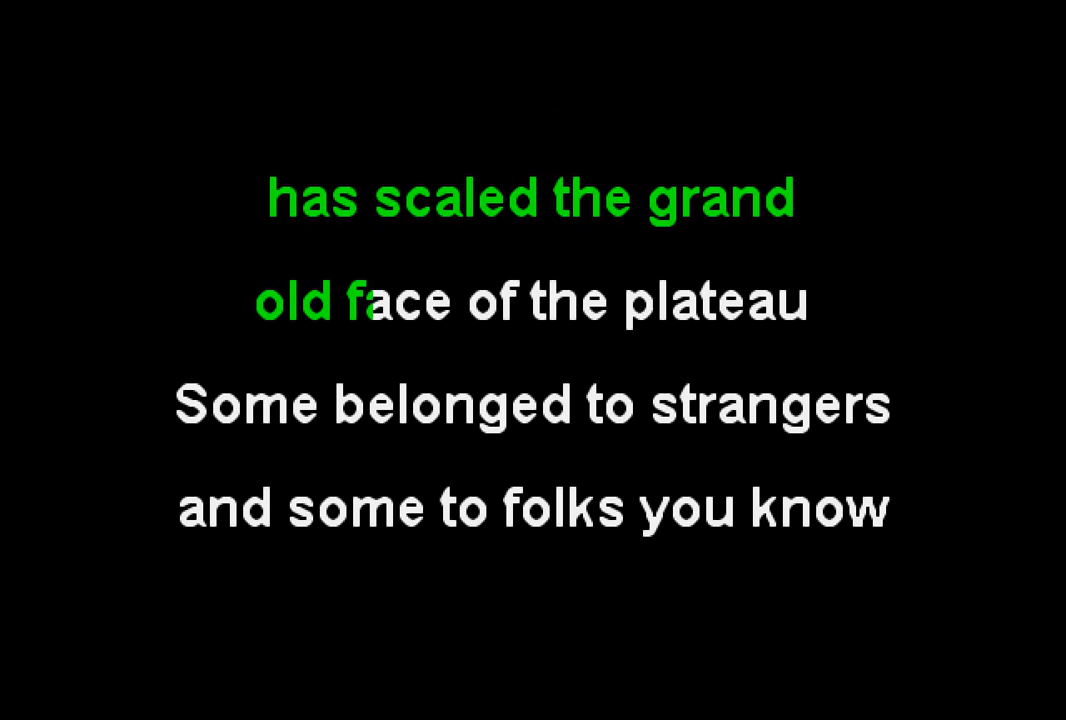 has scaled the grand
old face of the plateau
Some belonged to strangers
and some to folks you know